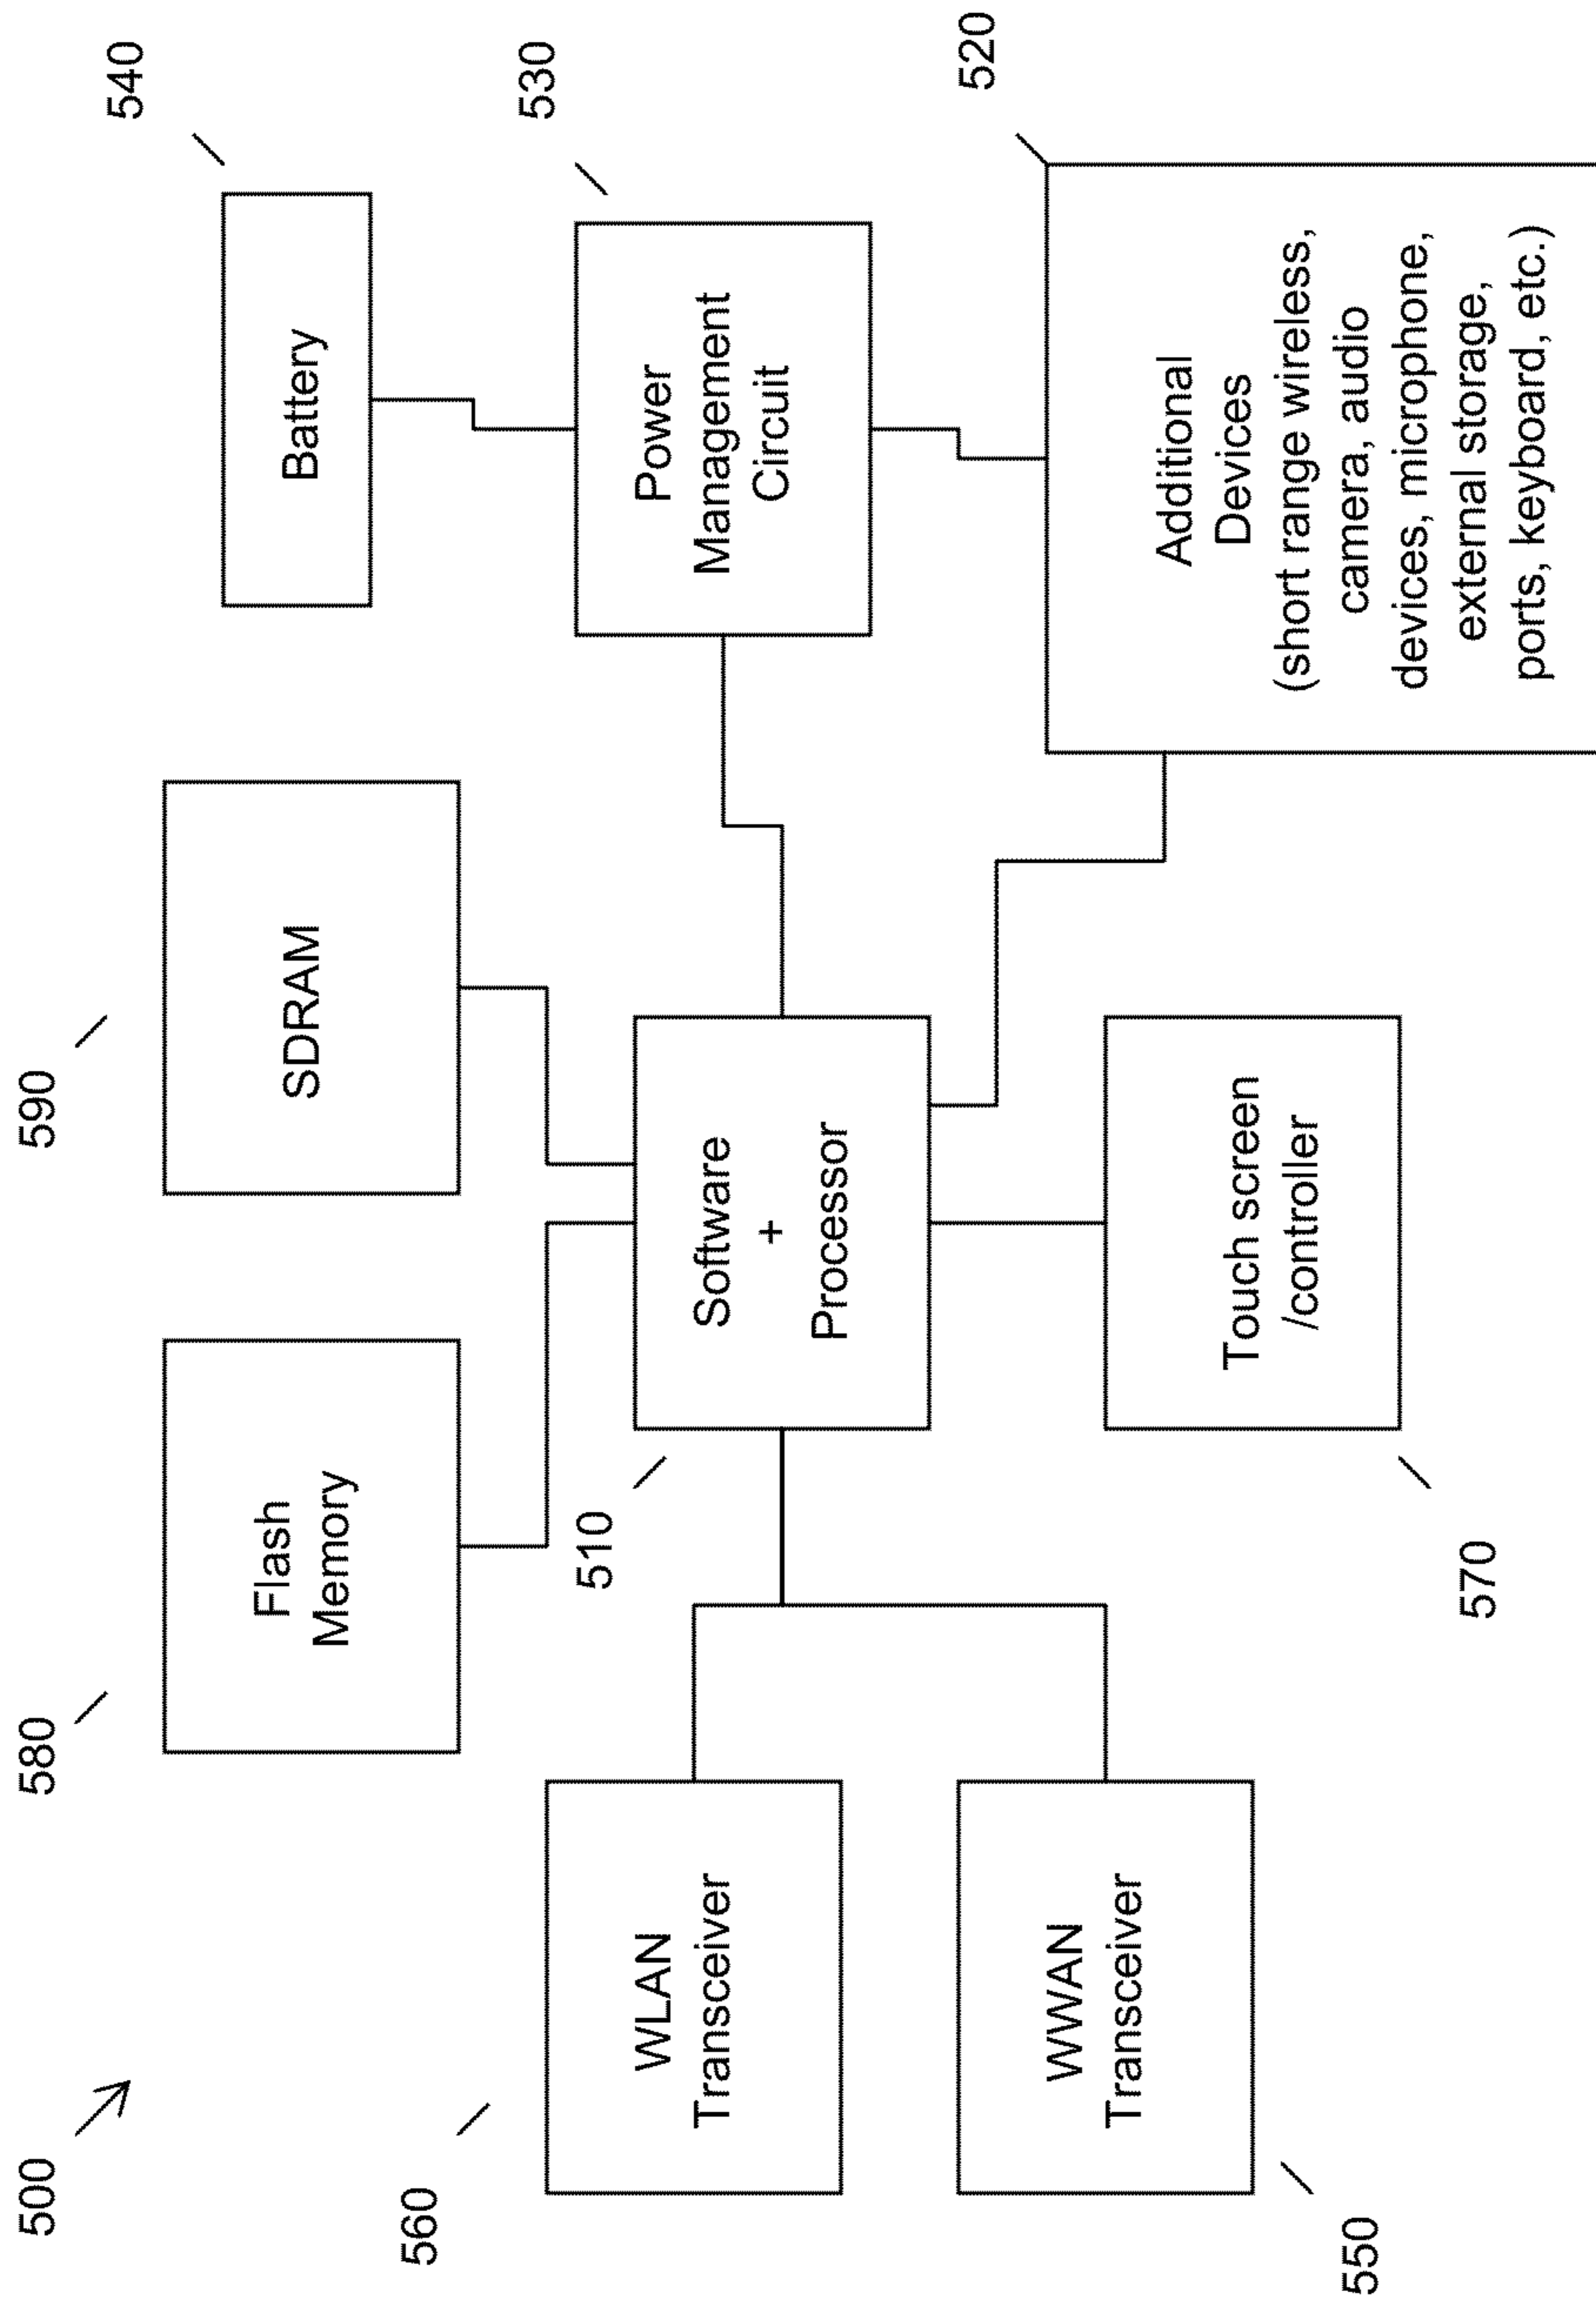 500
580
590
540
Flash
Memory
SDRAM
Battery
560
510
530
WLAN
Transceiver
Software
+
Processor
Power
Management
Circuit
550
WWAN
Transceiver
570
Touch screen
/controller
520
Additional
Devices
(short range wireless,
camera, audio
devices, microphone,
external storage,
ports, keyboard, etc.)